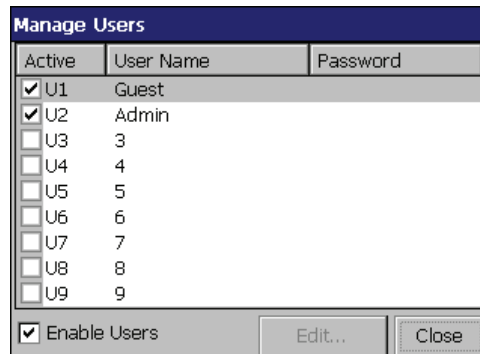 Manage Users
Active User Name Password
U1 Guest
U2 Admin
U3 3
U4 4
U5 5
U6 6
U7 7
U8 8
U9 9
Enable Users Edit... Close